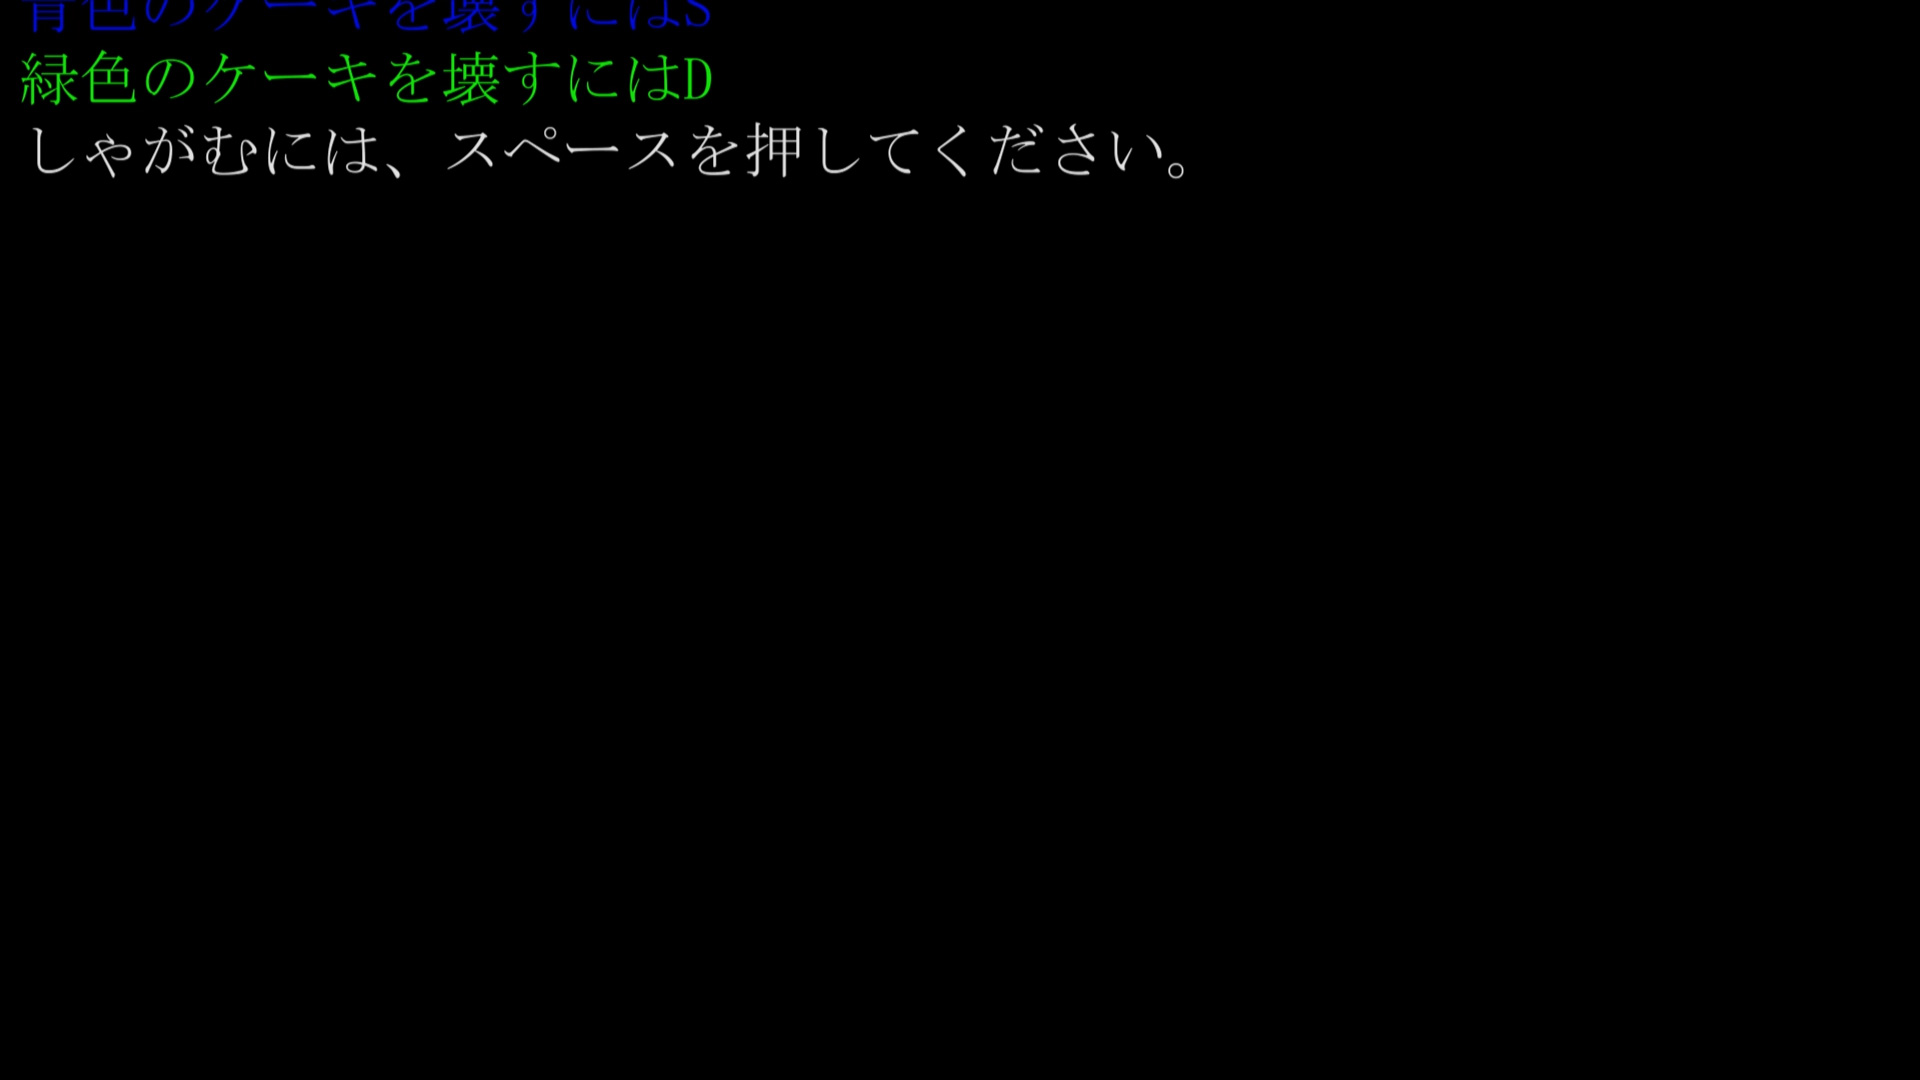 青色のケーキを壊すにはS
緑色のケーキを壊すにはD
しゃがむには、スペースを押してください。